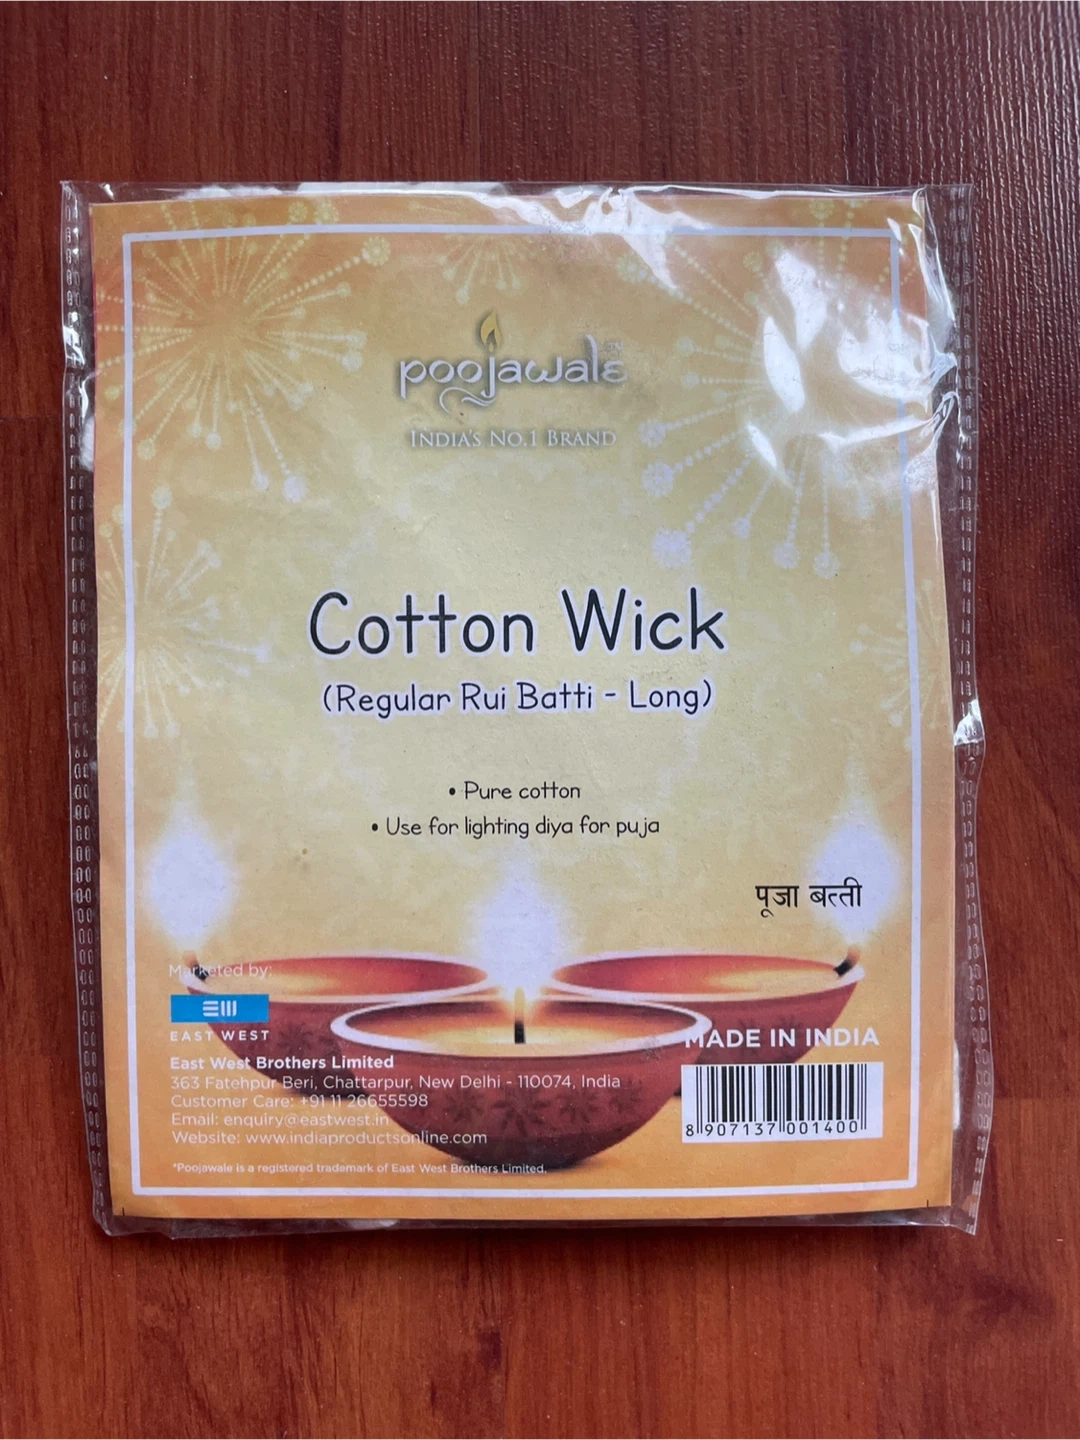 poojawale
INDIA'S NO.1 BRAND
Cotton Wick
(Regular Rui Batti - Long)
• Pure cotton
• Use for lighting diya for puja
पूजा बत्ती
Marketed by:
EW
EAST WEST
East West Brothers Limited
363 Fatehpur Beri, Chattarpur, New Delhi - 110074, India
Customer Care: +91 11 26655598
Email: enquiry@eastwest.in
Website: www.indiaproductsonline.com
*Poojawale is a registered trademark of East West Brothers Limited.
MADE IN INDIA
8 907137 001400